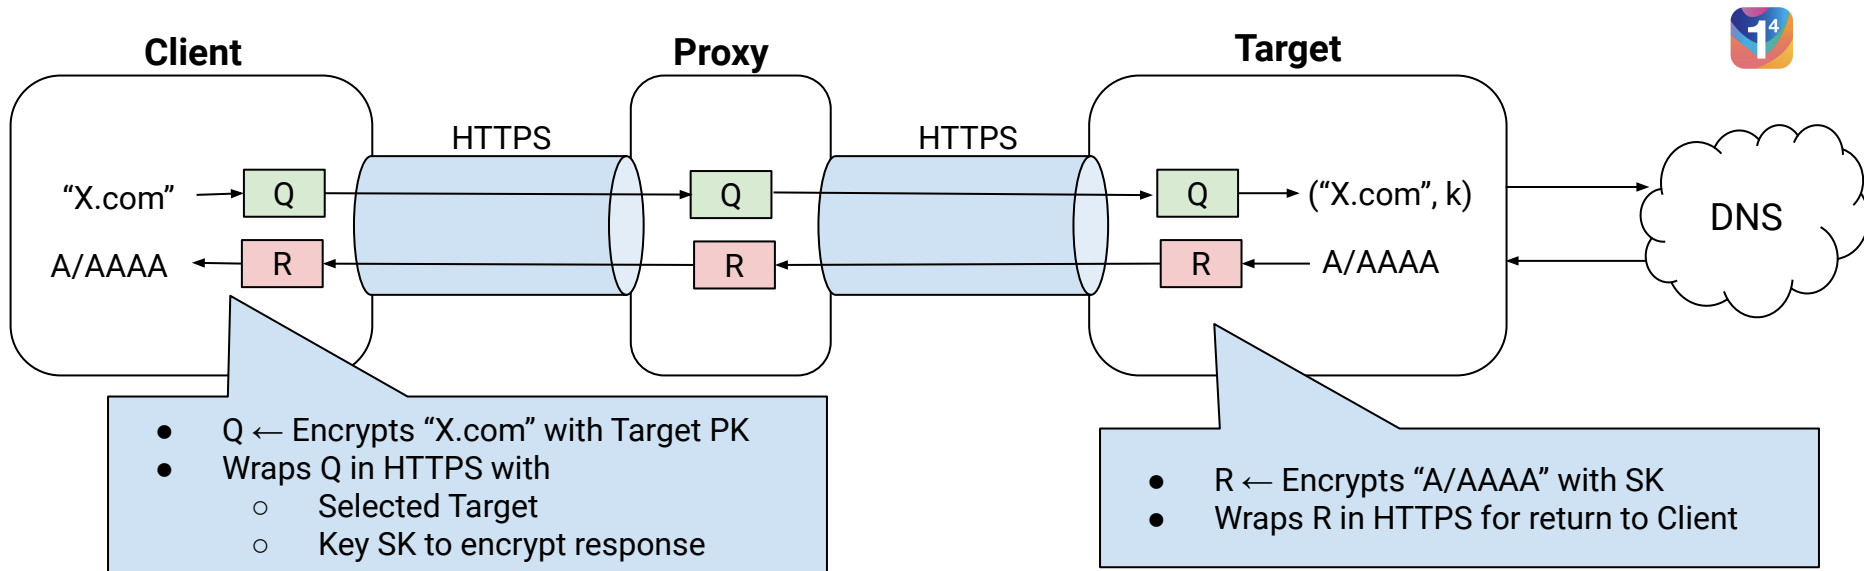 Client
Proxy
Target
1⁴
HTTPS
HTTPS
“X.com”
Q
Q
Q
(“X.com”, k)
DNS
A/AAAA
R
R
R
A/AAAA
● Q ← Encrypts “X.com” with Target PK
● Wraps Q in HTTPS with
○ Selected Target
○ Key SK to encrypt response
● R ← Encrypts “A/AAAA” with SK
● Wraps R in HTTPS for return to Client